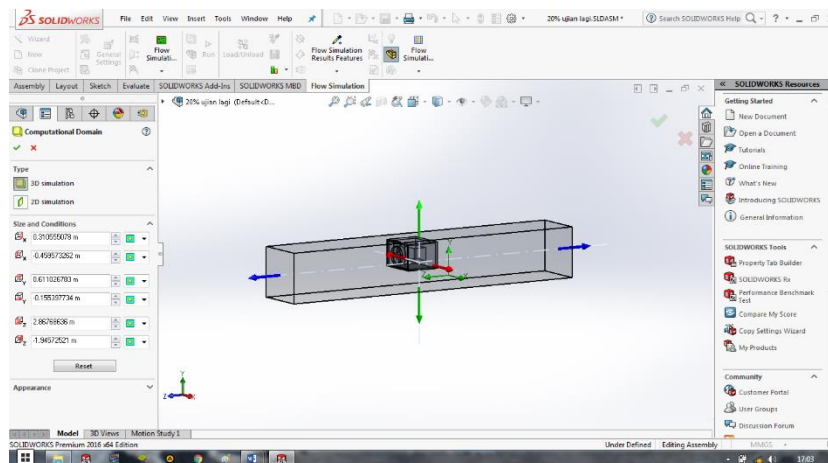 SOLIDWORKS File Edit View Insert Tools Window Help 20% ujian lagi.SLDASM * Search SOLIDWORKS Help
Wizard
New
Clone Project
General Settings
Flow Simulati...
Run
Load/Unload
Flow Simulation Results Features
Flow Simulati...
Assembly Layout Sketch Evaluate SOLIDWORKS Add-Ins SOLIDWORKS MBD Flow Simulation
20% ujian lagi (Default<D...
Computational Domain
Type
3D simulation
2D simulation
Size and Conditions
0.310555078 m
-0.459573262 m
0.611026783 m
-0.155397734 m
2.86768636 m
-1.94572521 m
Reset
Appearance
SOLIDWORKS Resources
Getting Started
New Document
Open a Document
Tutorials
Online Training
What's New
Introducing SOLIDWORKS
General Information
SOLIDWORKS Tools
Property Tab Builder
SOLIDWORKS Rx
Performance Benchmark Test
Compare My Score
Copy Settings Wizard
My Products
Community
Customer Portal
User Groups
Discussion Forum
Model 3D Views Motion Study 1
SOLIDWORKS Premium 2016 x64 Edition Under Defined Editing Assembly MMGS
17:03